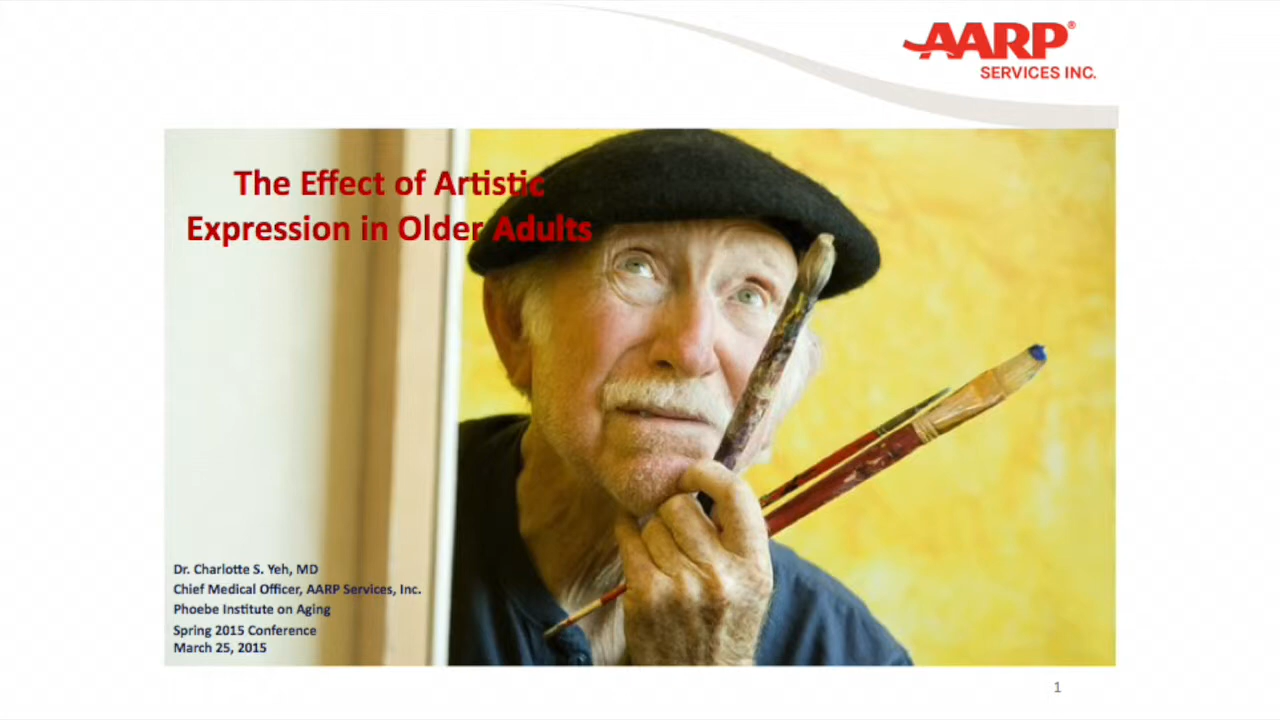 AARP®
SERVICES INC.
The Effect of Artistic
Expression in Older Adults
Dr. Charlotte S. Yeh, MD
Chief Medical Officer, AARP Services, Inc.
Phoebe Institute on Aging
Spring 2015 Conference
March 25, 2015
1